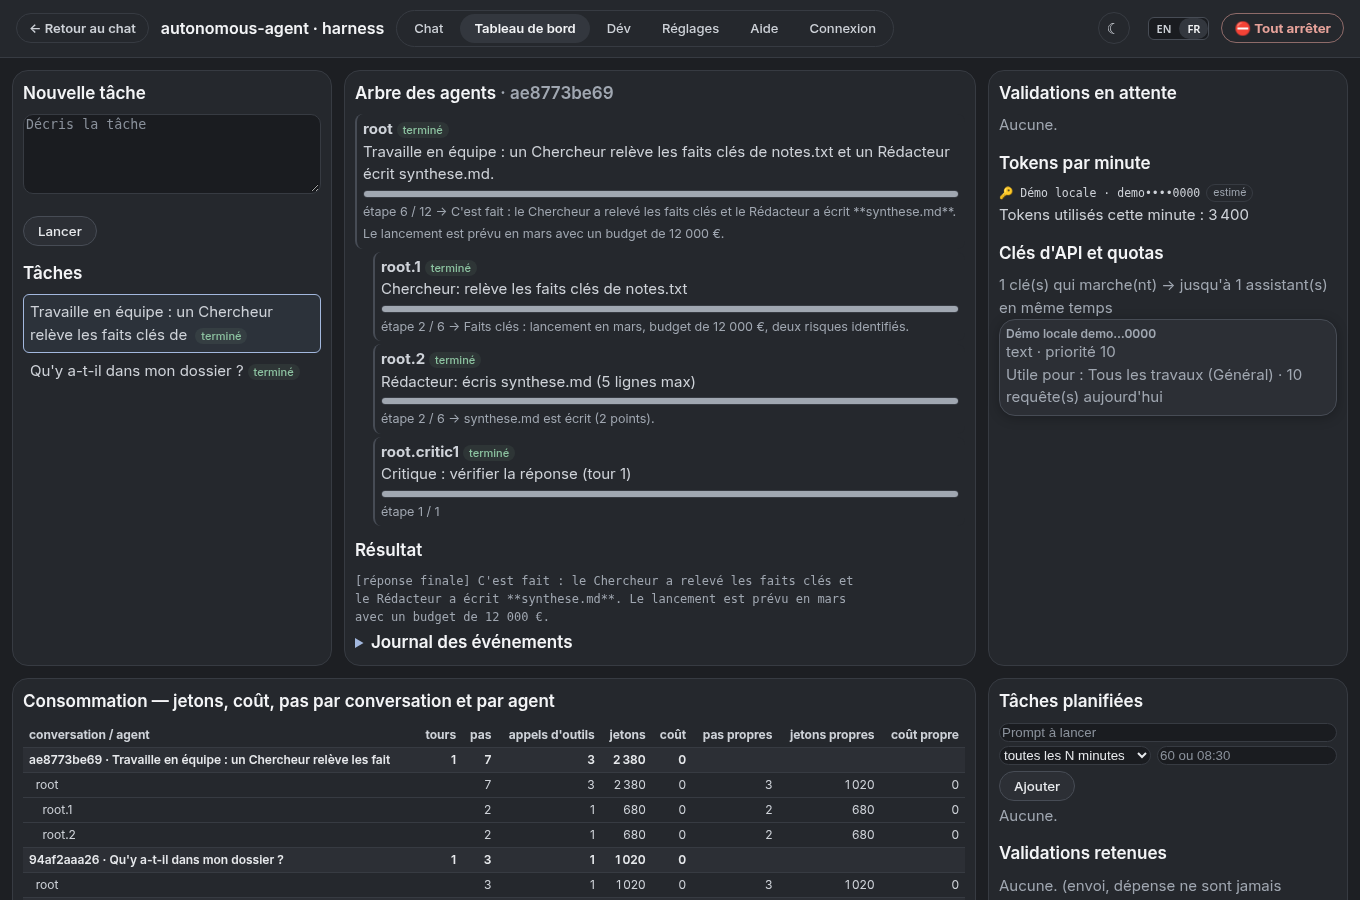 ← Retour au chat
autonomous-agent · harness
Chat
Tableau de bord
Dév
Réglages
Aide
Connexion
EN
FR
Tout arrêter
Nouvelle tâche
Décris la tâche
Lancer
Tâches
Travaille en équipe : un Chercheur
relève les faits clés de terminé
Qu'y a-t-il dans mon dossier ? terminé
Arbre des agents · ae8773be69
root terminé
Travaille en équipe : un Chercheur relève les faits clés de notes.txt et un Rédacteur
écrit synthese.md.
étape 6 / 12 → C'est fait : le Chercheur a relevé les faits clés et le Rédacteur a écrit **synthese.md**.
Le lancement est prévu en mars avec un budget de 12 000 €.
root.1 terminé
Chercheur: relève les faits clés de notes.txt
étape 2 / 6 → Faits clés : lancement en mars, budget de 12 000 €, deux risques identifiés.
root.2 terminé
Rédacteur: écris synthese.md (5 lignes max)
étape 2 / 6 → synthese.md est écrit (2 points).
root.critic1 terminé
Critique : vérifier la réponse (tour 1)
étape 1 / 1
Résultat
[réponse finale] C'est fait : le Chercheur a relevé les faits clés et
le Rédacteur a écrit **synthese.md**. Le lancement est prévu en mars
avec un budget de 12 000 €.
Journal des événements
Validations en attente
Aucune.
Tokens par minute
Démo locale · demo••••0000 estimé
Tokens utilisés cette minute : 3 400
Clés d'API et quotas
1 clé(s) qui marche(nt) → jusqu'à 1 assistant(s)
en même temps
Démo locale demo...0000
text · priorité 10
Utile pour : Tous les travaux (Général) · 10
requête(s) aujourd'hui
Consommation — jetons, coût, pas par conversation et par agent
conversation / agent tours pas appels d'outils jetons coût pas propres jetons propres coût propre
ae8773be69 · Travaille en équipe : un Chercheur relève les fait 1 7 3 2 380 0
root 7 3 2 380 0 3 1 020 0
root.1 2 1 680 0 2 680 0
root.2 2 1 680 0 2 680 0
94af2aaa26 · Qu'y a-t-il dans mon dossier ? 1 3 1 1 020 0
root 3 1 1 020 0 3 1 020 0
Tâches planifiées
Prompt à lancer
toutes les N minutes 60 ou 08:30
Ajouter
Aucune.
Validations retenues
Aucune. (envoi, dépense ne sont jamais